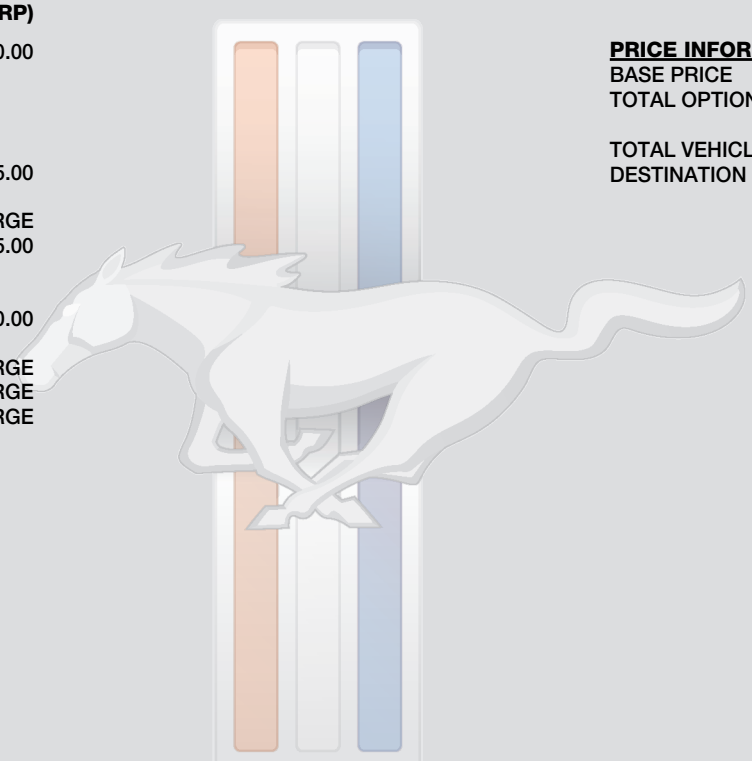 RP)
0.00
5.00
RGE
5.00
0.00
RGE
RGE
RGE
PRICE INFOR
BASE PRICE
TOTAL OPTION
TOTAL VEHICL
DESTINATION